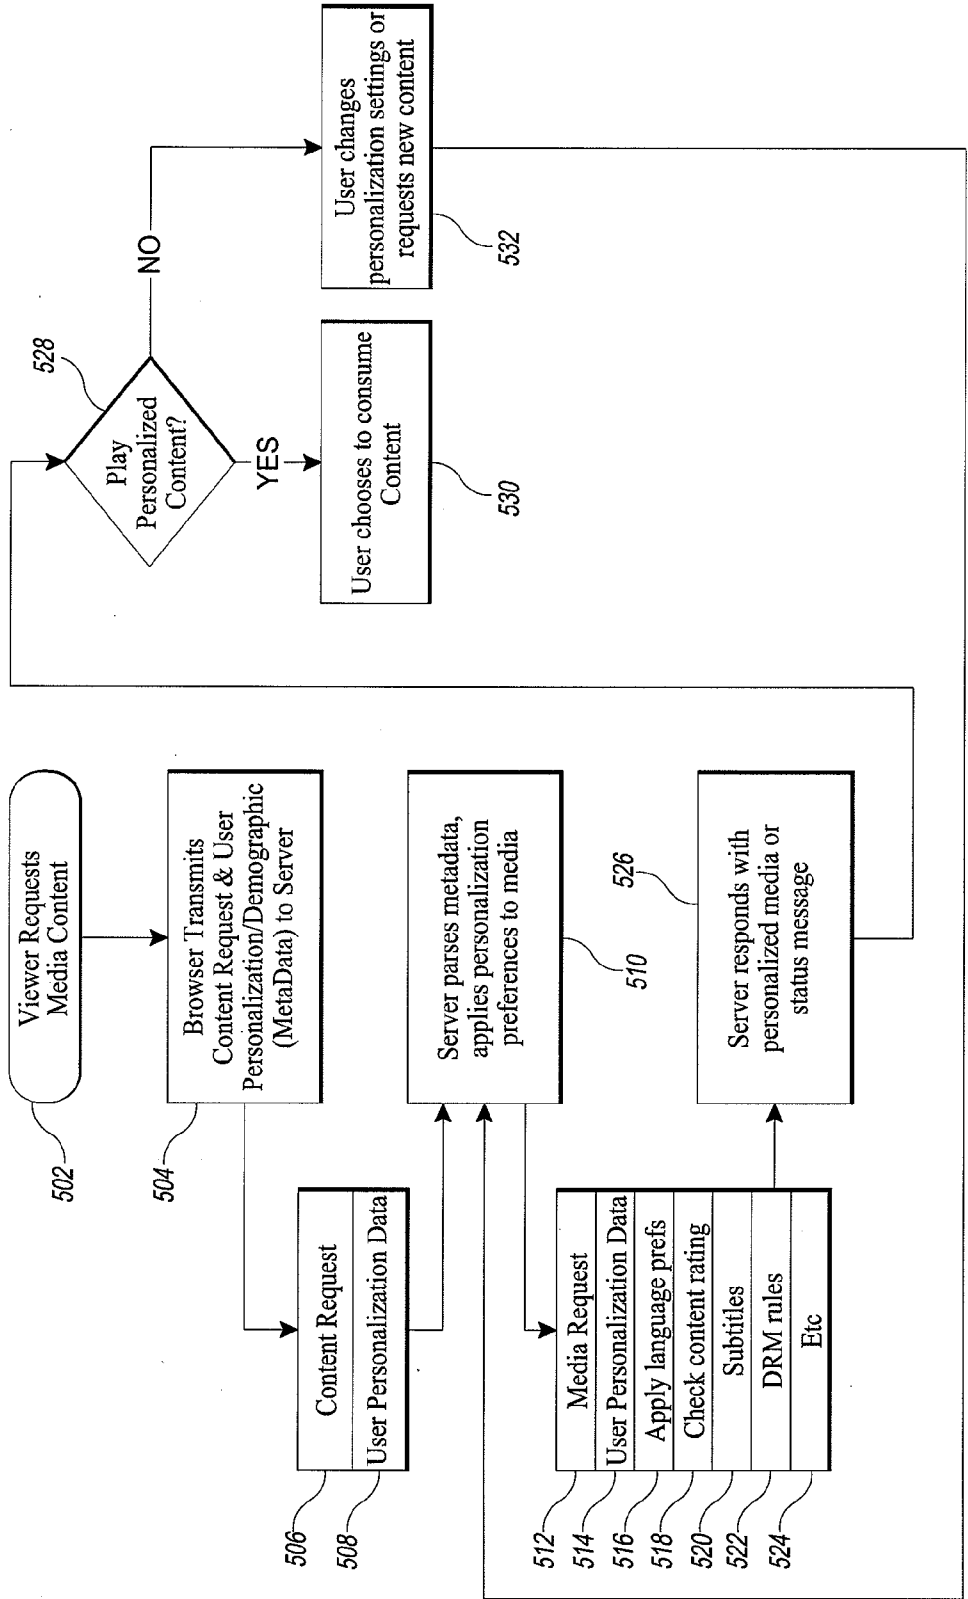 Viewer Requests
Media Content
502
Browser Transmits
Content Request & User
Personalization/Demographic
(MetaData) to Server
504
Content Request
User Personalization Data
506
508
Server parses metadata,
applies personalization
preferences to media
510
Media Request
User Personalization Data
Apply language prefs
Check content rating
Subtitles
DRM rules
Etc
512
514
516
518
520
522
524
Server responds with
personalized media or
status message
526
Play
Personalized
Content?
528
YES
NO
User chooses to consume
Content
530
User changes
personalization settings or
requests new content
532